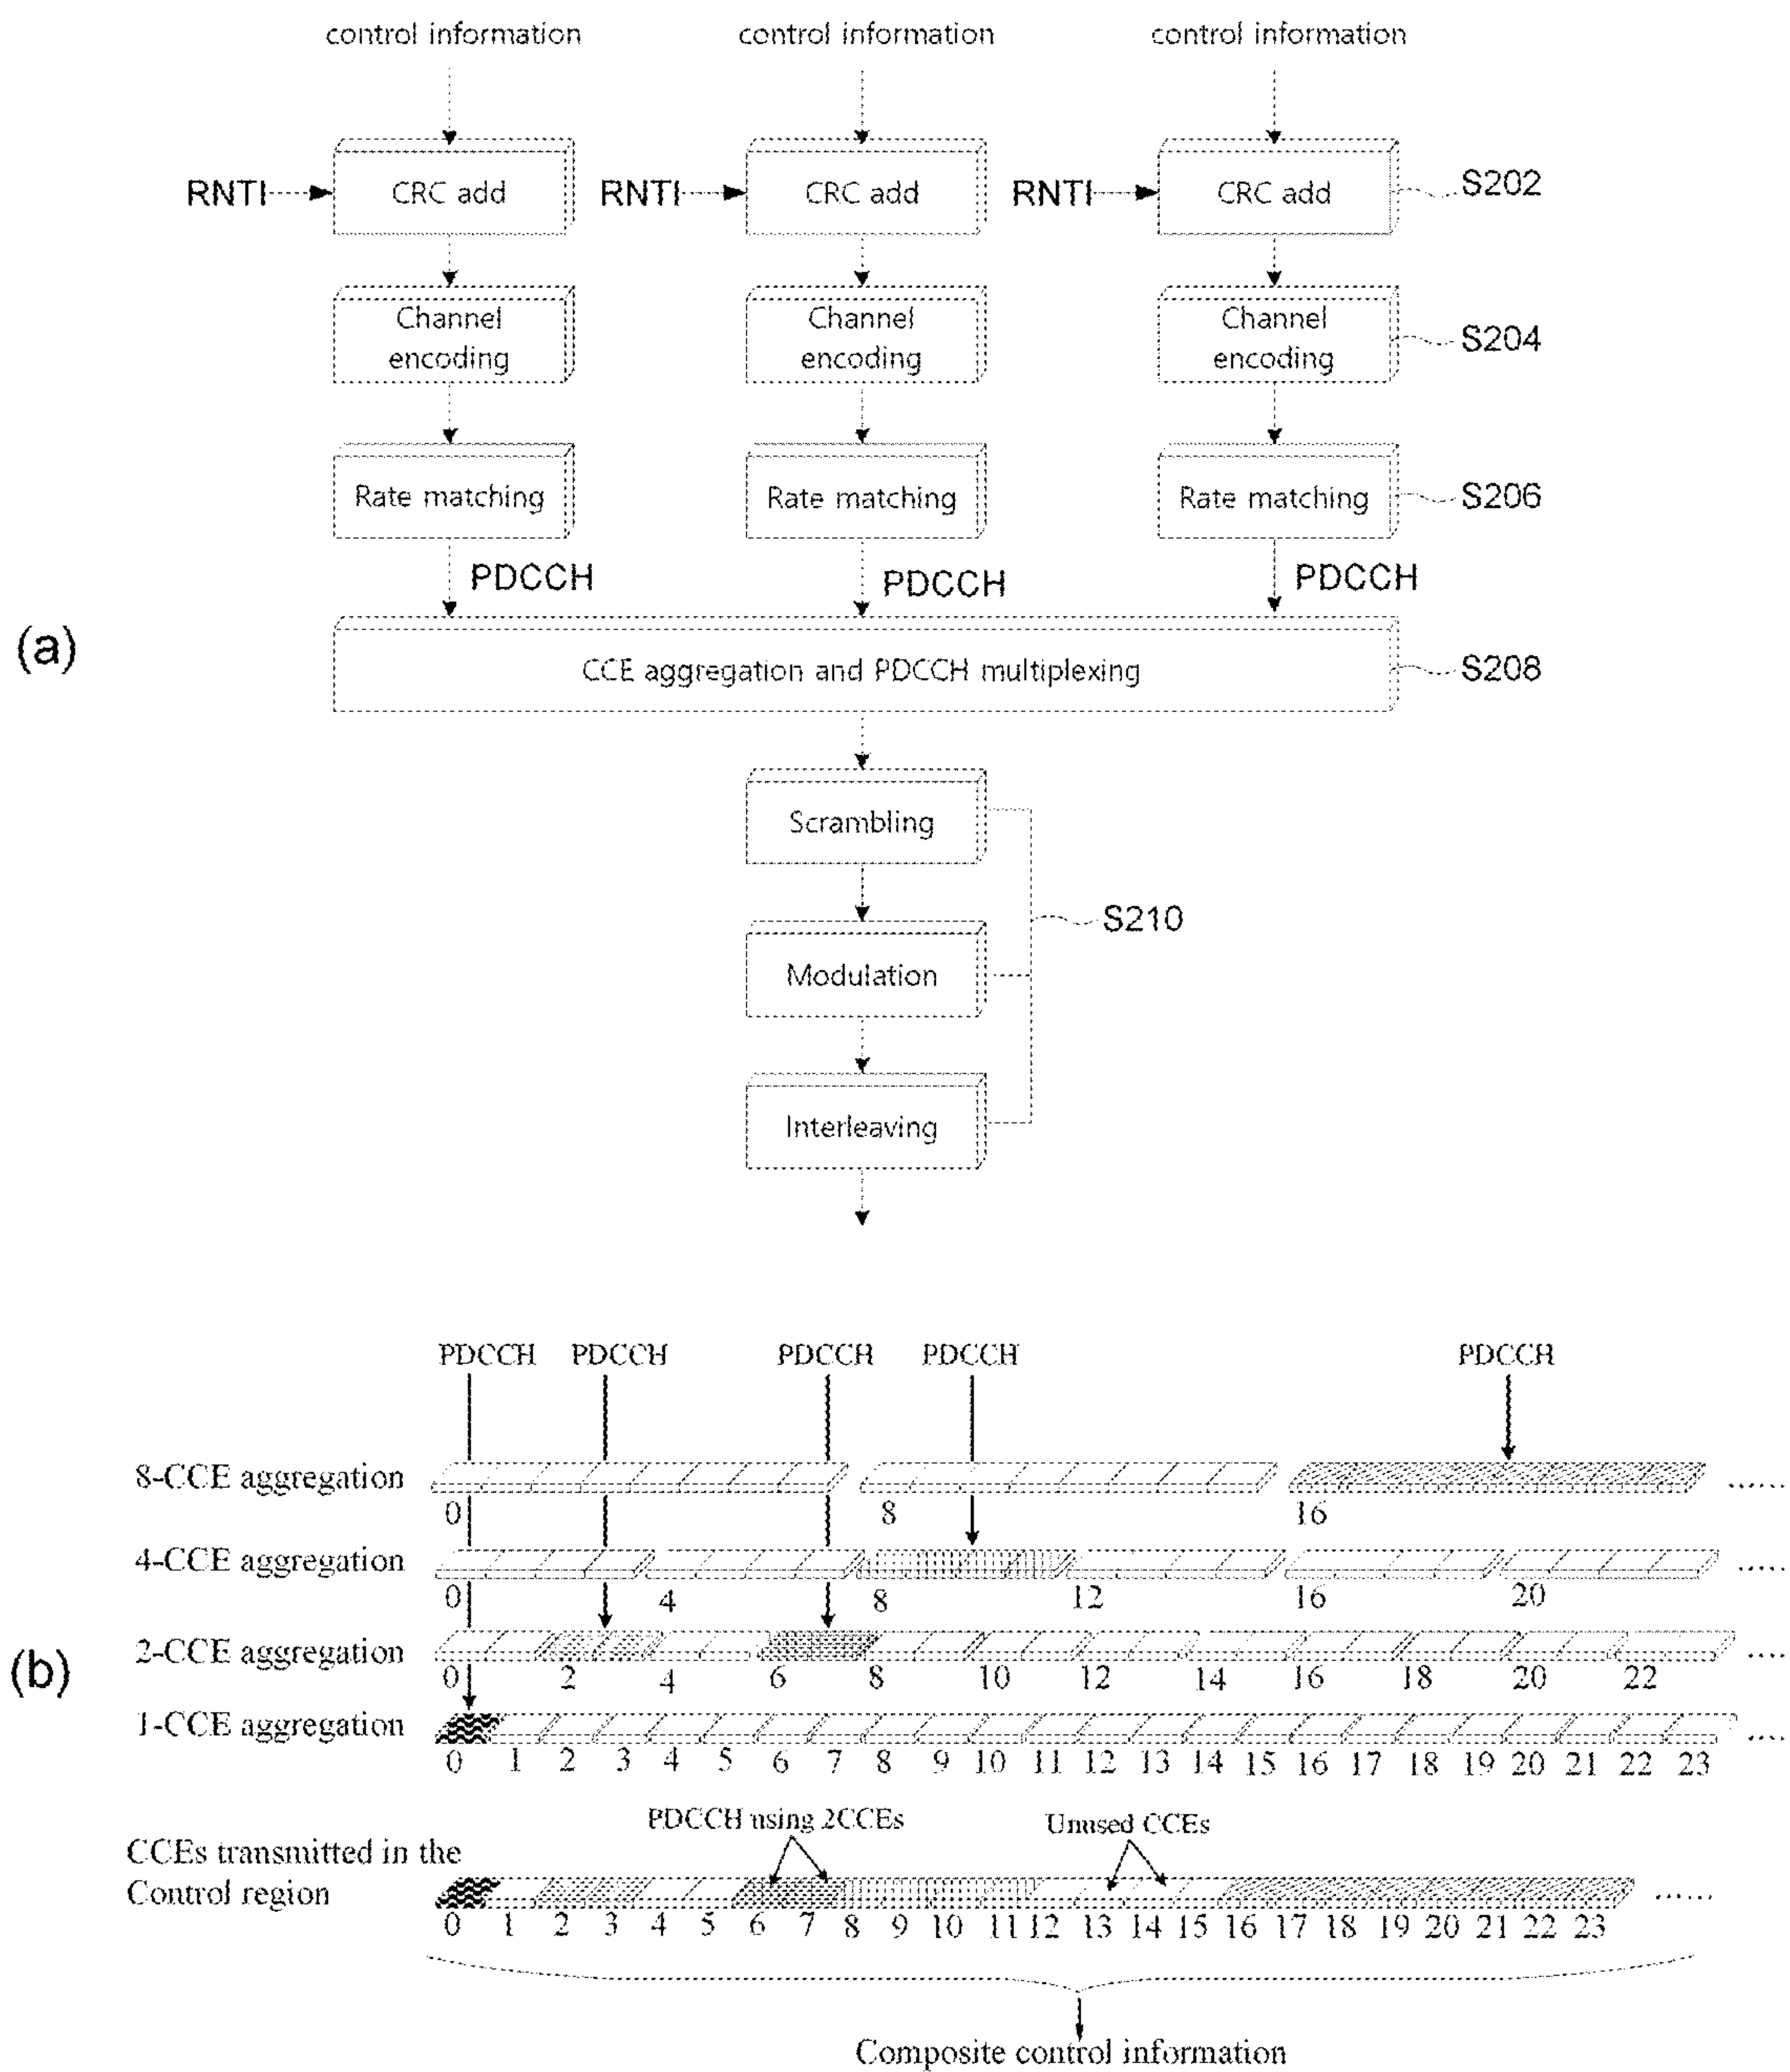 control information control information control information
RNTI CRC add RNTI CRC add RNTI CRC add S202
Channel encoding Channel encoding Channel encoding S204
Rate matching Rate matching Rate matching S206
PDCCH PDCCH PDCCH
(a)
CCE aggregation and PDCCH multiplexing S208
Scrambling
S210
Modulation
Interleaving
PDCCH PDCCH PDCCH PDCCH PDCCH
8-CCE aggregation ......
0 8 16
4-CCE aggregation .....
0 4 8 12 16 20
(b)
2-CCE aggregation ....
0 2 4 6 8 10 12 14 16 18 20 22
1-CCE aggregation ....
0 1 2 3 4 5 6 7 8 9 10 11 12 13 14 15 16 17 18 19 20 21 22 23
PDCCH using 2CCEs Unused CCEs
CCEs transmitted in the
Control region ......
0 1 2 3 4 5 6 7 8 9 10 11 12 13 14 15 16 17 18 19 20 21 22 23
Composite control information